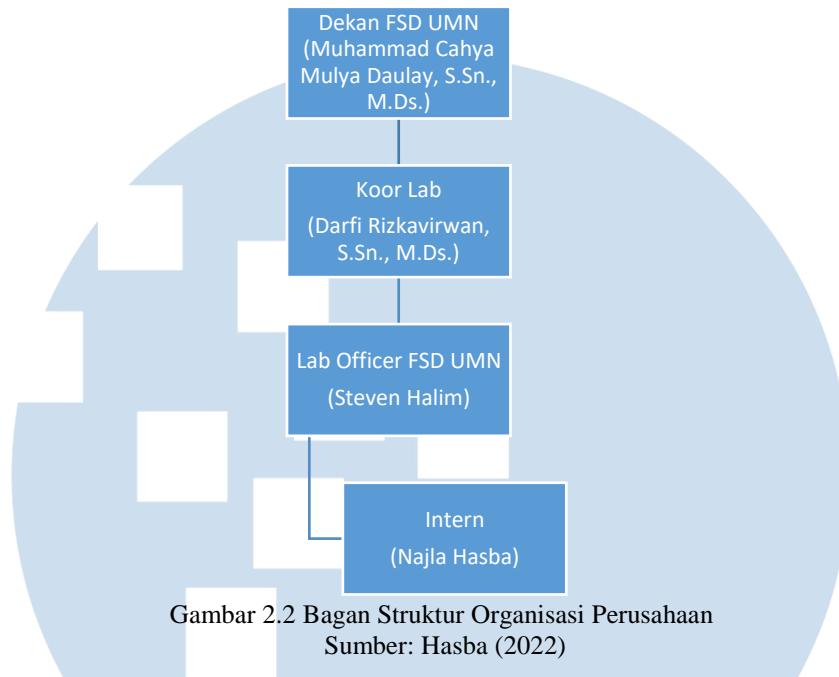 Dekan FSD UMN
(Muhammad Cahya
Mulya Daulay, S.Sn.,
M.Ds.)
Koor Lab
(Darfi Rizkavirwan,
S.Sn., M.Ds.)
Lab Officer FSD UMN
(Steven Halim)
Intern
(Najla Hasba)
Gambar 2.2 Bagan Struktur Organisasi Perusahaan
Sumber: Hasba (2022)